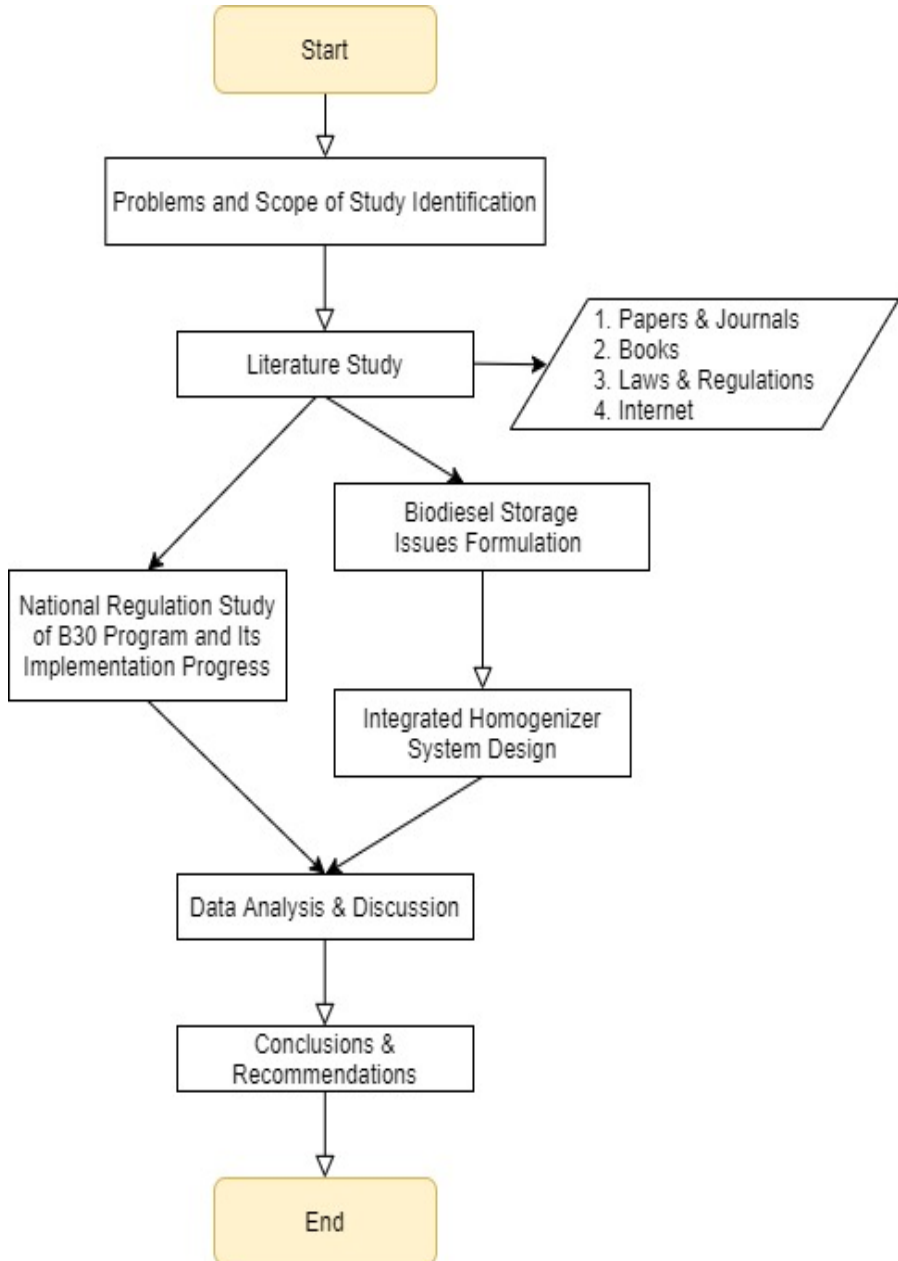 Start
Problems and Scope of Study Identification
Literature Study
1. Papers & Journals
2. Books
3. Laws & Regulations
4. Internet
Biodiesel Storage
Issues Formulation
National Regulation Study
of B30 Program and Its
Implementation Progress
Integrated Homogenizer
System Design
Data Analysis & Discussion
Conclusions &
Recommendations
End